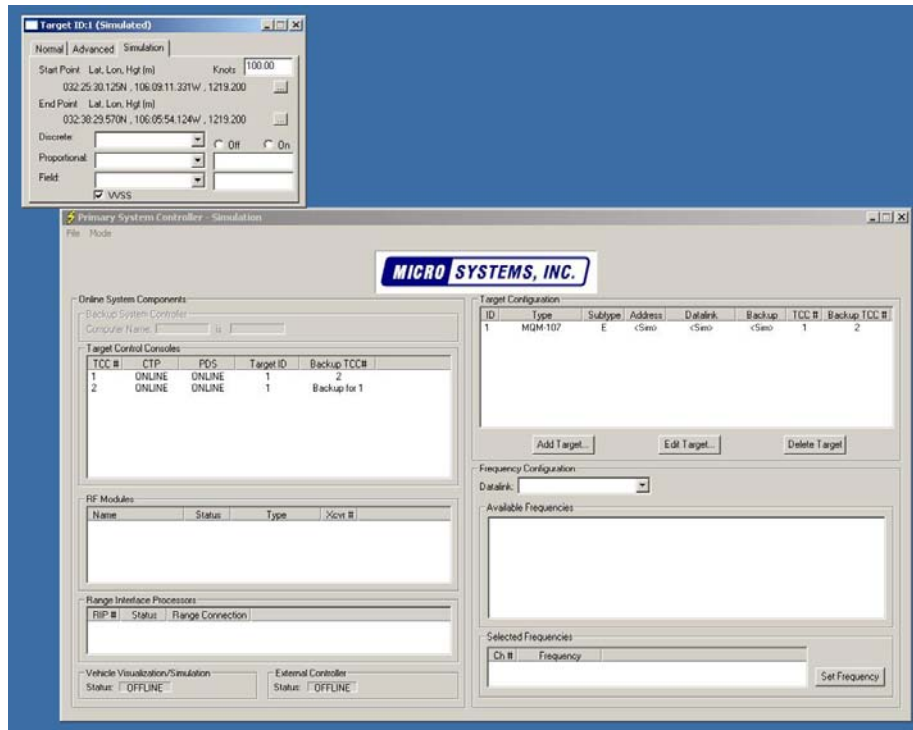 Target ID:1 (Simulated)
Normal Advanced Simulation
Start Point Lat, Lon, Hgt (m) Knots 100.00
032:25:30.125N , 106:09:11.331W , 1219.200 ...
End Point Lat, Lon, Hgt (m)
032:38:29.570N , 106:05:54.124W , 1219.200 ...
Discrete: Off On
Proportional:
Field:
VVSS
Primary System Controller - Simulation
File Mode
MICRO SYSTEMS, INC.
Online System Components
Backup System Controller
Computer Name: is
Target Control Consoles
TCC # CTP PDS Target ID Backup TCC#
1 ONLINE ONLINE 1 2
2 ONLINE ONLINE 1 Backup for 1
RF Modules
Name Status Type Xcvr #
Range Interface Processors
RIP # Status Range Connection
Vehicle Visualization/Simulation
Status: OFFLINE
External Controller
Status: OFFLINE
Target Configuration
ID Type Subtype Address Datalink Backup TCC # Backup TCC #
1 MQM-107 E <Sim> <Sim> <Sim> 1 2
Add Target... Edit Target... Delete Target
Frequency Configuration
Datalink:
Available Frequencies
Selected Frequencies
Ch # Frequency
Set Frequency